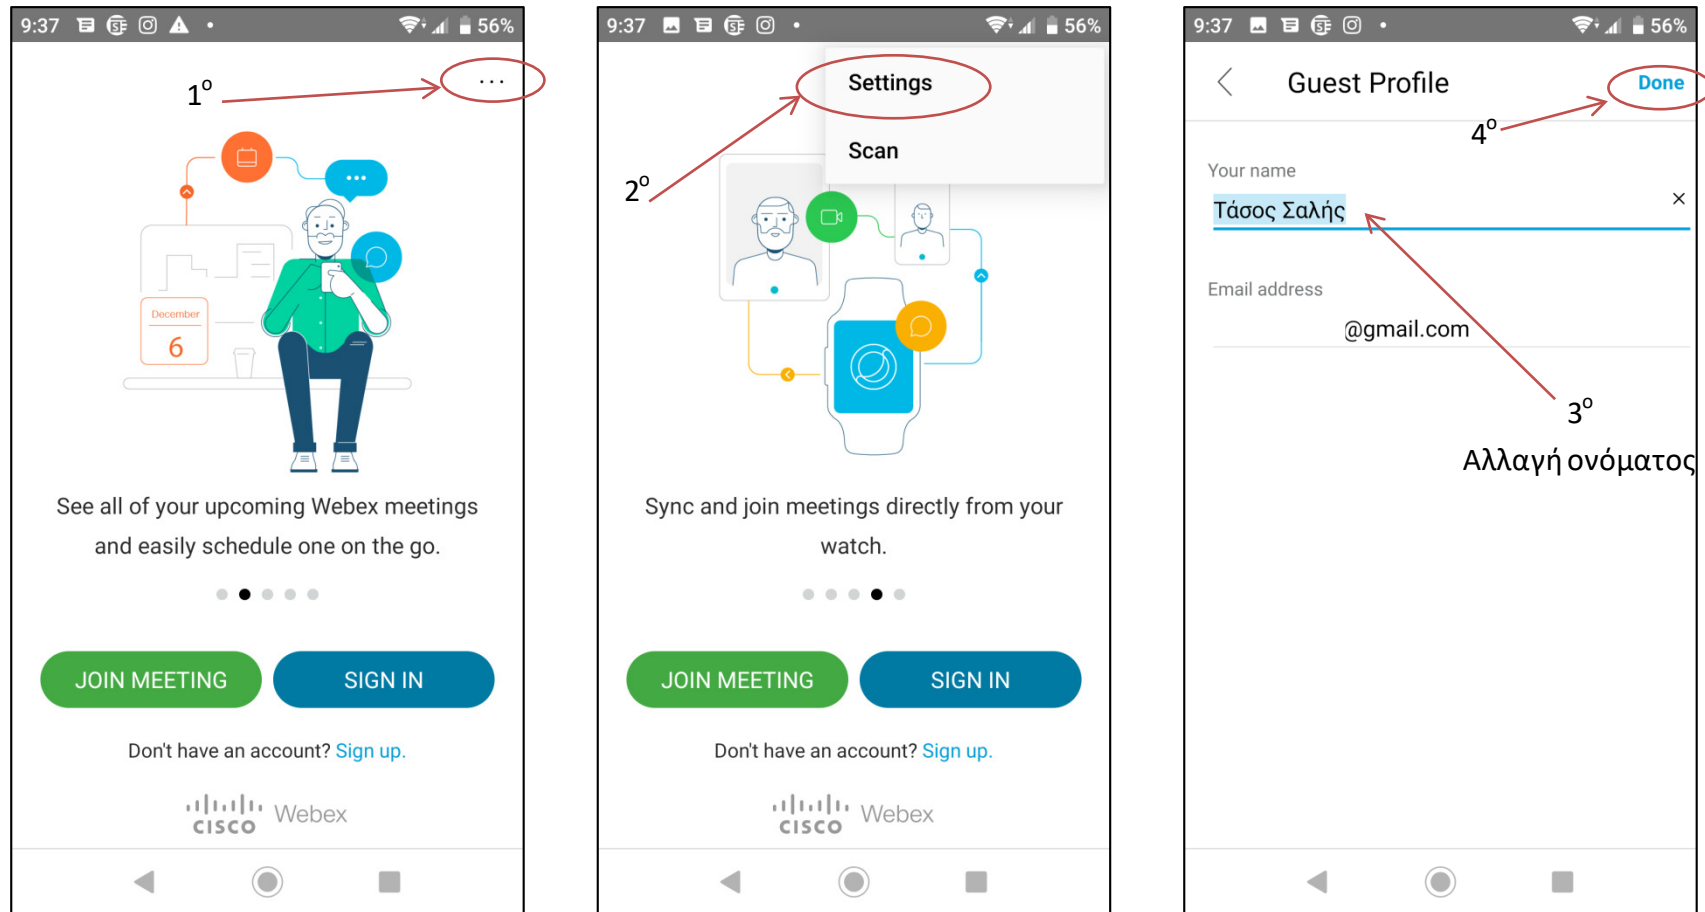 9:37
56%
1º
...
December
6
See all of your upcoming Webex meetings
and easily schedule one on the go.
JOIN MEETING
SIGN IN
Don't have an account? Sign up.
CISCO Webex
9:37
56%
Settings
Scan
2º
Sync and join meetings directly from your
watch.
JOIN MEETING
SIGN IN
Don't have an account? Sign up.
CISCO Webex
9:37
56%
Guest Profile
Done
4º
Your name
Τάσος Σαλής
Email address
@gmail.com
3º
Αλλαγή ονόματος